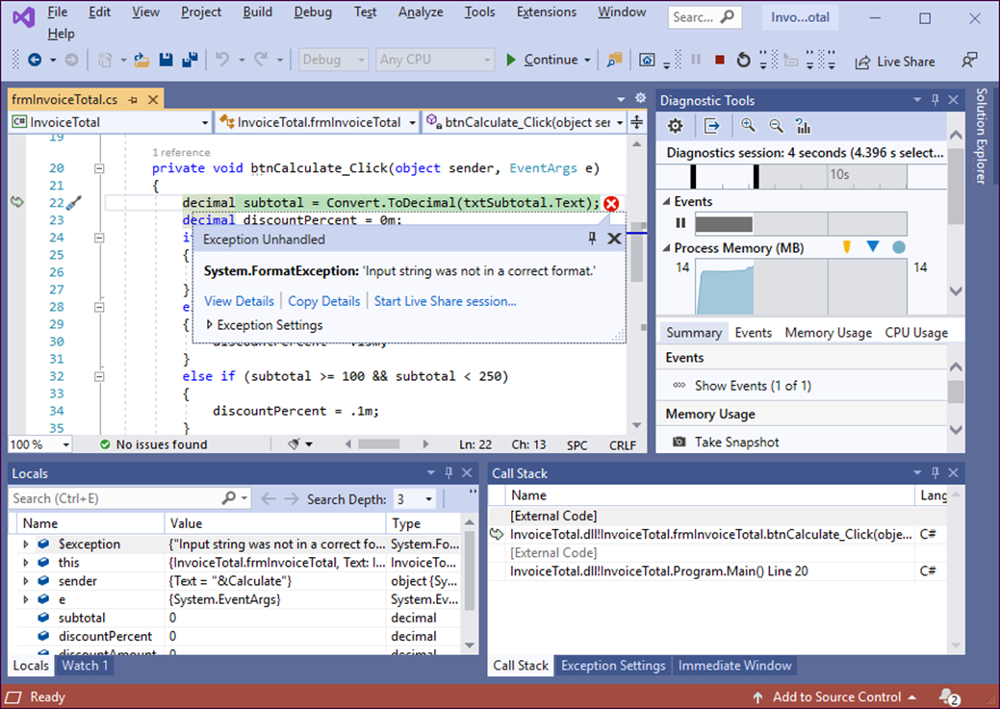 File Edit View Project Build Debug Test Analyze Tools Extensions Window Searc... Invo...otal
Help
Debug Any CPU Continue Live Share
frmInvoiceTotal.cs
C# InvoiceTotal InvoiceTotal.frmInvoiceTotal btnCalculate_Click(object ser
19
1 reference
20 private void btnCalculate_Click(object sender, EventArgs e)
21 {
22 decimal subtotal = Convert.ToDecimal(txtSubtotal.Text);
23 decimal discountPercent = 0m;
24 i
25 {
26
27 }
28 e
29 {
30
31 }
32 else if (subtotal >= 100 && subtotal < 250)
33 {
34 discountPercent = .1m;
35 }
Exception Unhandled
System.FormatException: 'Input string was not in a correct format.'
View Details Copy Details Start Live Share session...
Exception Settings
100 % No issues found Ln: 22 Ch: 13 SPC CRLF
Diagnostic Tools
Diagnostics session: 4 seconds (4.396 s select...
10s
Events
Process Memory (MB)
14 14
Summary Events Memory Usage CPU Usage
Events
Show Events (1 of 1)
Memory Usage
Take Snapshot
Solution Explorer
Locals
Search (Ctrl+E) Search Depth: 3
Name Value Type
$exception {"Input string was not in a correct fo... System.Fo...
this {InvoiceTotal.frmInvoiceTotal, Text: I... InvoiceTo...
sender {Text = "&Calculate"} object {Sy...
e {System.EventArgs} System.Ev...
subtotal 0 decimal
discountPercent 0 decimal
discountAmount 0 decimal
Locals Watch 1
Call Stack
Name Lang
[External Code]
InvoiceTotal.dll!InvoiceTotal.frmInvoiceTotal.btnCalculate_Click(obje... C#
[External Code]
InvoiceTotal.dll!InvoiceTotal.Program.Main() Line 20 C#
Call Stack Exception Settings Immediate Window
Ready Add to Source Control 2